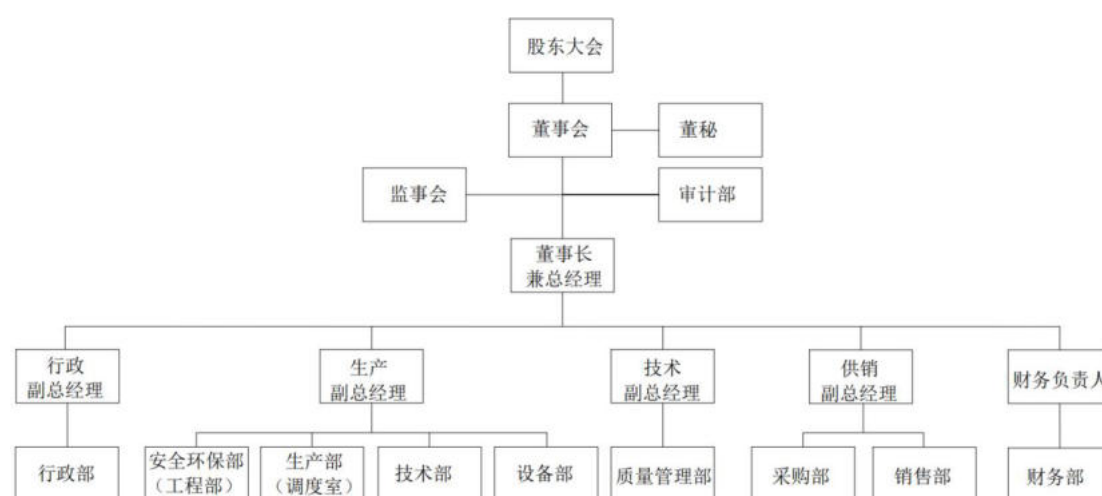 股东大会
董事会
董秘
监事会
审计部
董事长
兼总经理
行政
副总经理
生产
副总经理
技术
副总经理
供销
副总经理
财务负责人
行政部
安全环保部
（工程部）
生产部
（调度室）
技术部
设备部
质量管理部
采购部
销售部
财务部